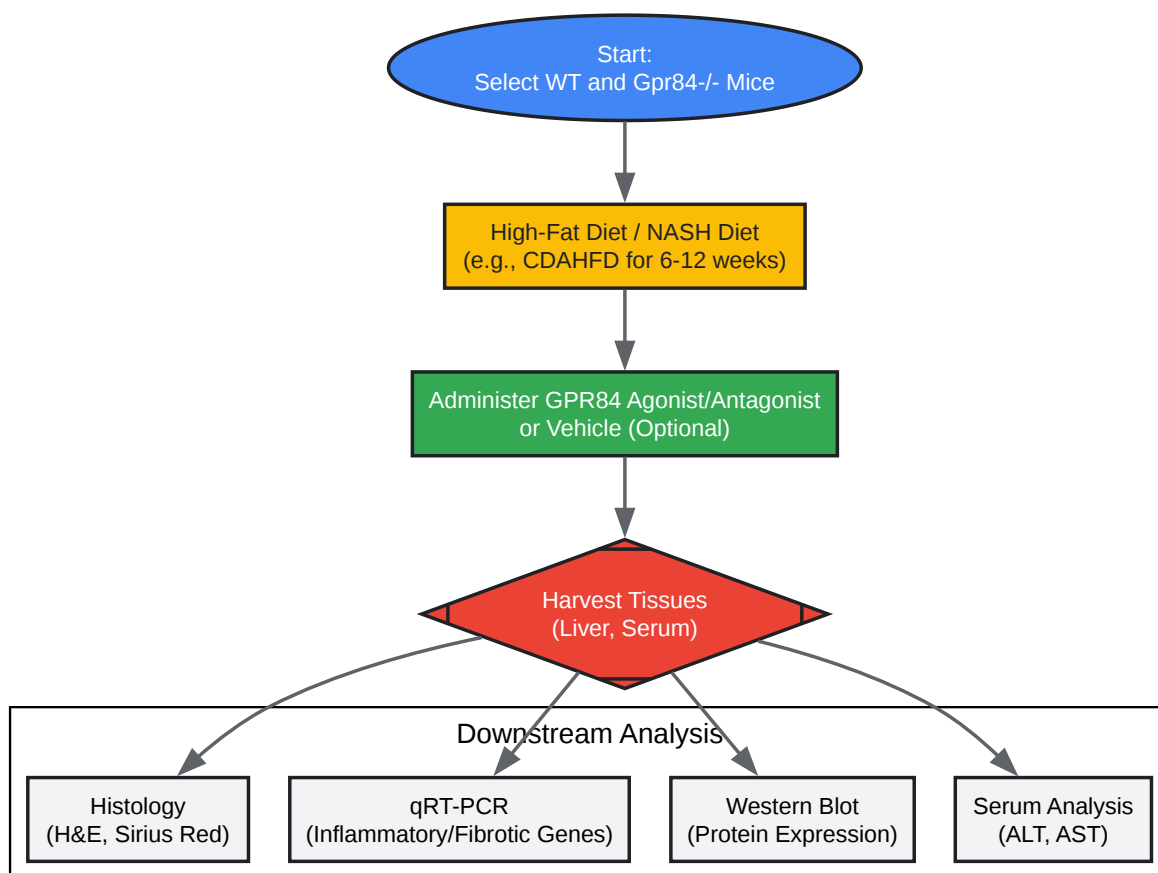 Start:
Select WT and Gpr84-/- Mice
High-Fat Diet / NASH Diet
(e.g., CDAHFD for 6-12 weeks)
Administer GPR84 Agonist/Antagonist
or Vehicle (Optional)
Harvest Tissues
(Liver, Serum)
Downstream Analysis
Histology
(H&E, Sirius Red)
qRT-PCR
(Inflammatory/Fibrotic Genes)
Western Blot
(Protein Expression)
Serum Analysis
(ALT, AST)